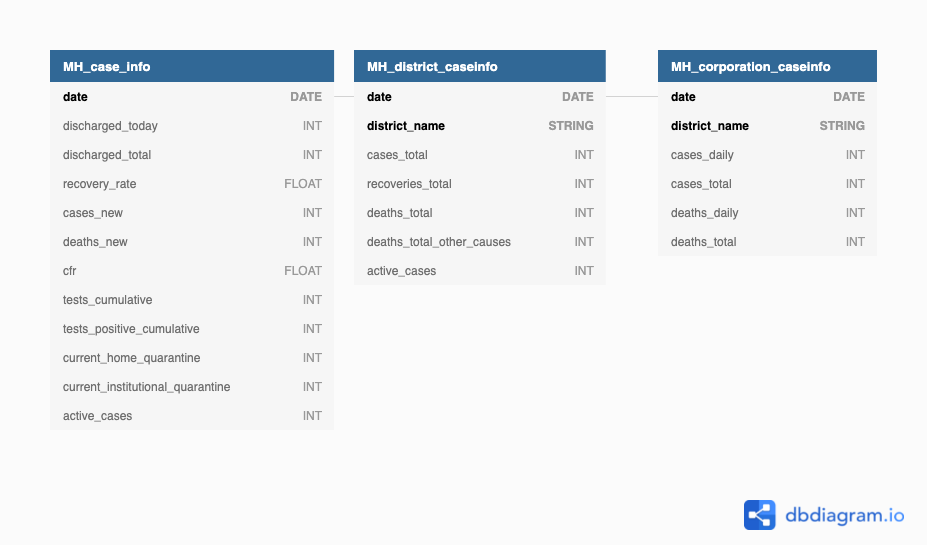 MH_case_info
date DATE
discharged_today INT
discharged_total INT
recovery_rate FLOAT
cases_new INT
deaths_new INT
cfr FLOAT
tests_cumulative INT
tests_positive_cumulative INT
current_home_quarantine INT
current_institutional_quarantine INT
active_cases INT
MH_district_caseinfo
date DATE
district_name STRING
cases_total INT
recoveries_total INT
deaths_total INT
deaths_total_other_causes INT
active_cases INT
MH_corporation_caseinfo
date DATE
district_name STRING
cases_daily INT
cases_total INT
deaths_daily INT
deaths_total INT
dbdiagram.io